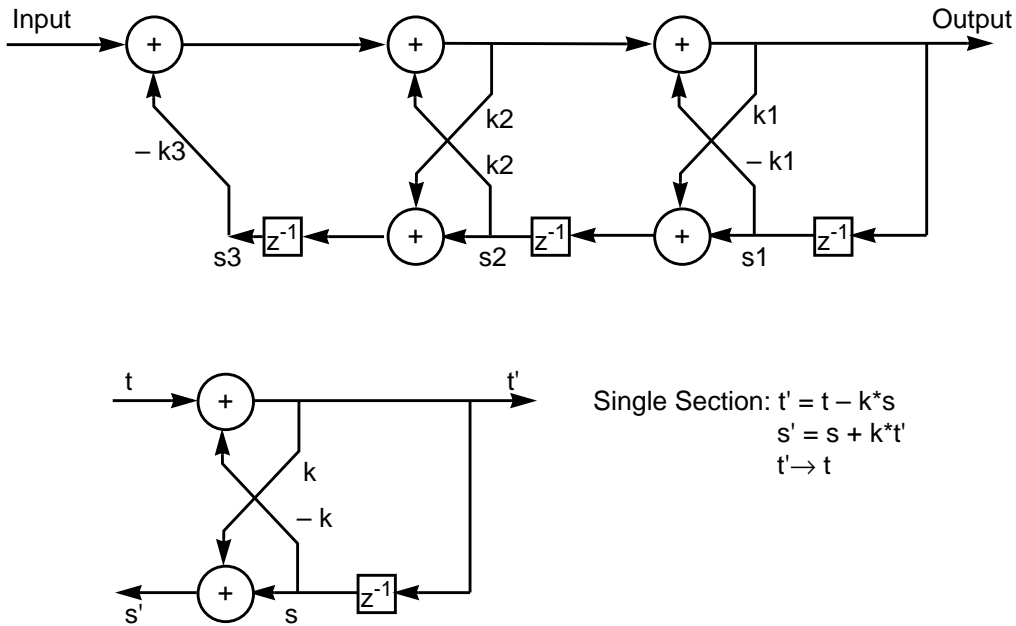 Input
Output
+
+
+
k2
k1
– k3
k2
– k1
+
+
z-1
z-1
z-1
s3
s2
s1
t
t'
+
Single Section: t' = t – k*s
s' = s + k*t'
t'→ t
k
– k
+
z-1
s'
s